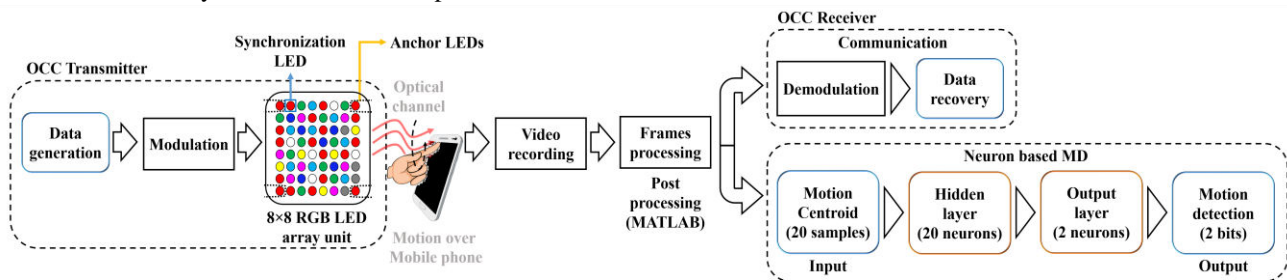 OCC Transmitter
Synchronization
LED
Anchor LEDs
Data
generation
Modulation
8×8 RGB LED
array unit
Optical
channel
Motion over
Mobile phone
Video
recording
Frames
processing
Post
processing
(MATLAB)
OCC Receiver
Communication
Demodulation
Data
recovery
Neuron based MD
Motion
Centroid
(20 samples)
Input
Hidden
layer
(20 neurons)
Output
layer
(2 neurons)
Motion
detection
(2 bits)
Output